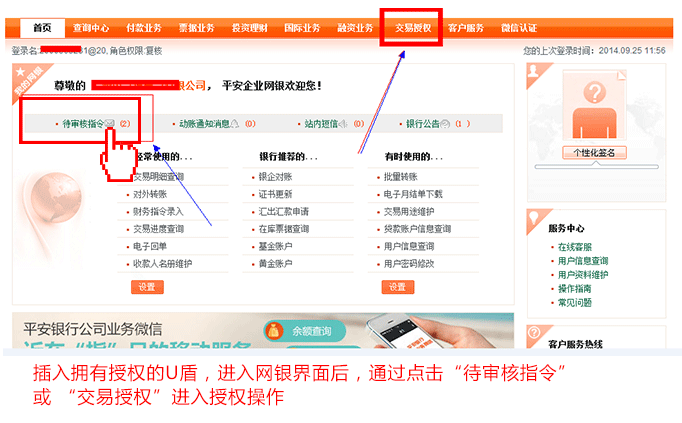 首页 查询中心 付款业务 票据业务 投资理财 国际业务 融资业务 交易授权 客户服务 微信认证
登录名: 1@20, 角色权限:复核 您的上次登录时间：2014.09.25 11:56
我的网银
尊敬的 公司， 平安企业网银欢迎您！
待审核指令 (2) 动账通知消息 (0) 站内短信 (0) 银行公告 (1 )
个性化签名
经常使用的... 银行推荐的... 有时使用的...
交易明细查询 银企对账 批量转账
对外转账 证书更新 电子月结单下载
财务指令录入 汇出汇款申请 交易用途维护
交易进度查询 在库票据查询 贷款账户信息查询
电子回单 基金账户 用户信息查询
收款人名册维护 黄金账户 用户密码修改
设置 设置
服务中心
在线客服
用户信息查询
用户资料维护
操作指南
常见问题
平安银行公司业务微信
余额查询
客户服务热线
插入拥有授权的U盾，进入网银界面后，通过点击“待审核指令”
或 “交易授权”进入授权操作